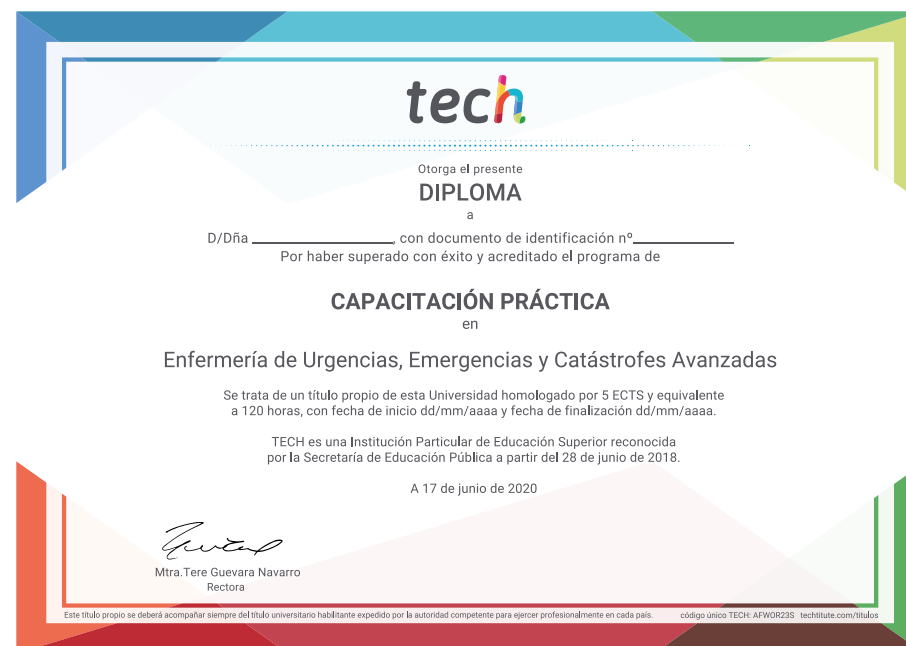 tech
Otorga el presente
DIPLOMA
a
D/Dña ________________, con documento de identificación nº____________
Por haber superado con éxito y acreditado el programa de
CAPACITACIÓN PRÁCTICA
en
Enfermería de Urgencias, Emergencias y Catástrofes Avanzadas
Se trata de un título propio de esta Universidad homologado por 5 ECTS y equivalente
a 120 horas, con fecha de inicio dd/mm/aaaa y fecha de finalización dd/mm/aaaa.
TECH es una Institución Particular de Educación Superior reconocida
por la Secretaría de Educación Pública a partir del 28 de junio de 2018.
A 17 de junio de 2020
Mtra.Tere Guevara Navarro
Rectora
Este título propio se deberá acompañar siempre del título universitario habilitante expedido por la autoridad competente para ejercer profesionalmente en cada país. código único TECH: AFWOR23S techtitute.com/titulos